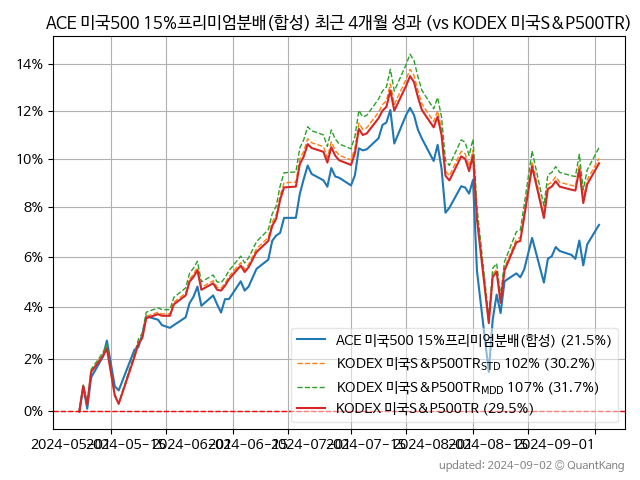 ACE 미국500 15%프리미엄분배(합성) 최근 4개월 성과 (vs KODEX 미국S&P500TR)
14%
12%
10%
8%
6%
4%
2%
0%
ACE 미국500 15%프리미엄분배(합성) (21.5%)
KODEX 미국S&P500TR_STD 102% (30.2%)
KODEX 미국S&P500TR_MDD 107% (31.7%)
KODEX 미국S&P500TR (29.5%)
2024-05-01 2024-05-15 2024-06-01 2024-06-15 2024-07-01 2024-07-15 2024-08-01 2024-08-15 2024-09-01
updated: 2024-09-02 © QuantKang